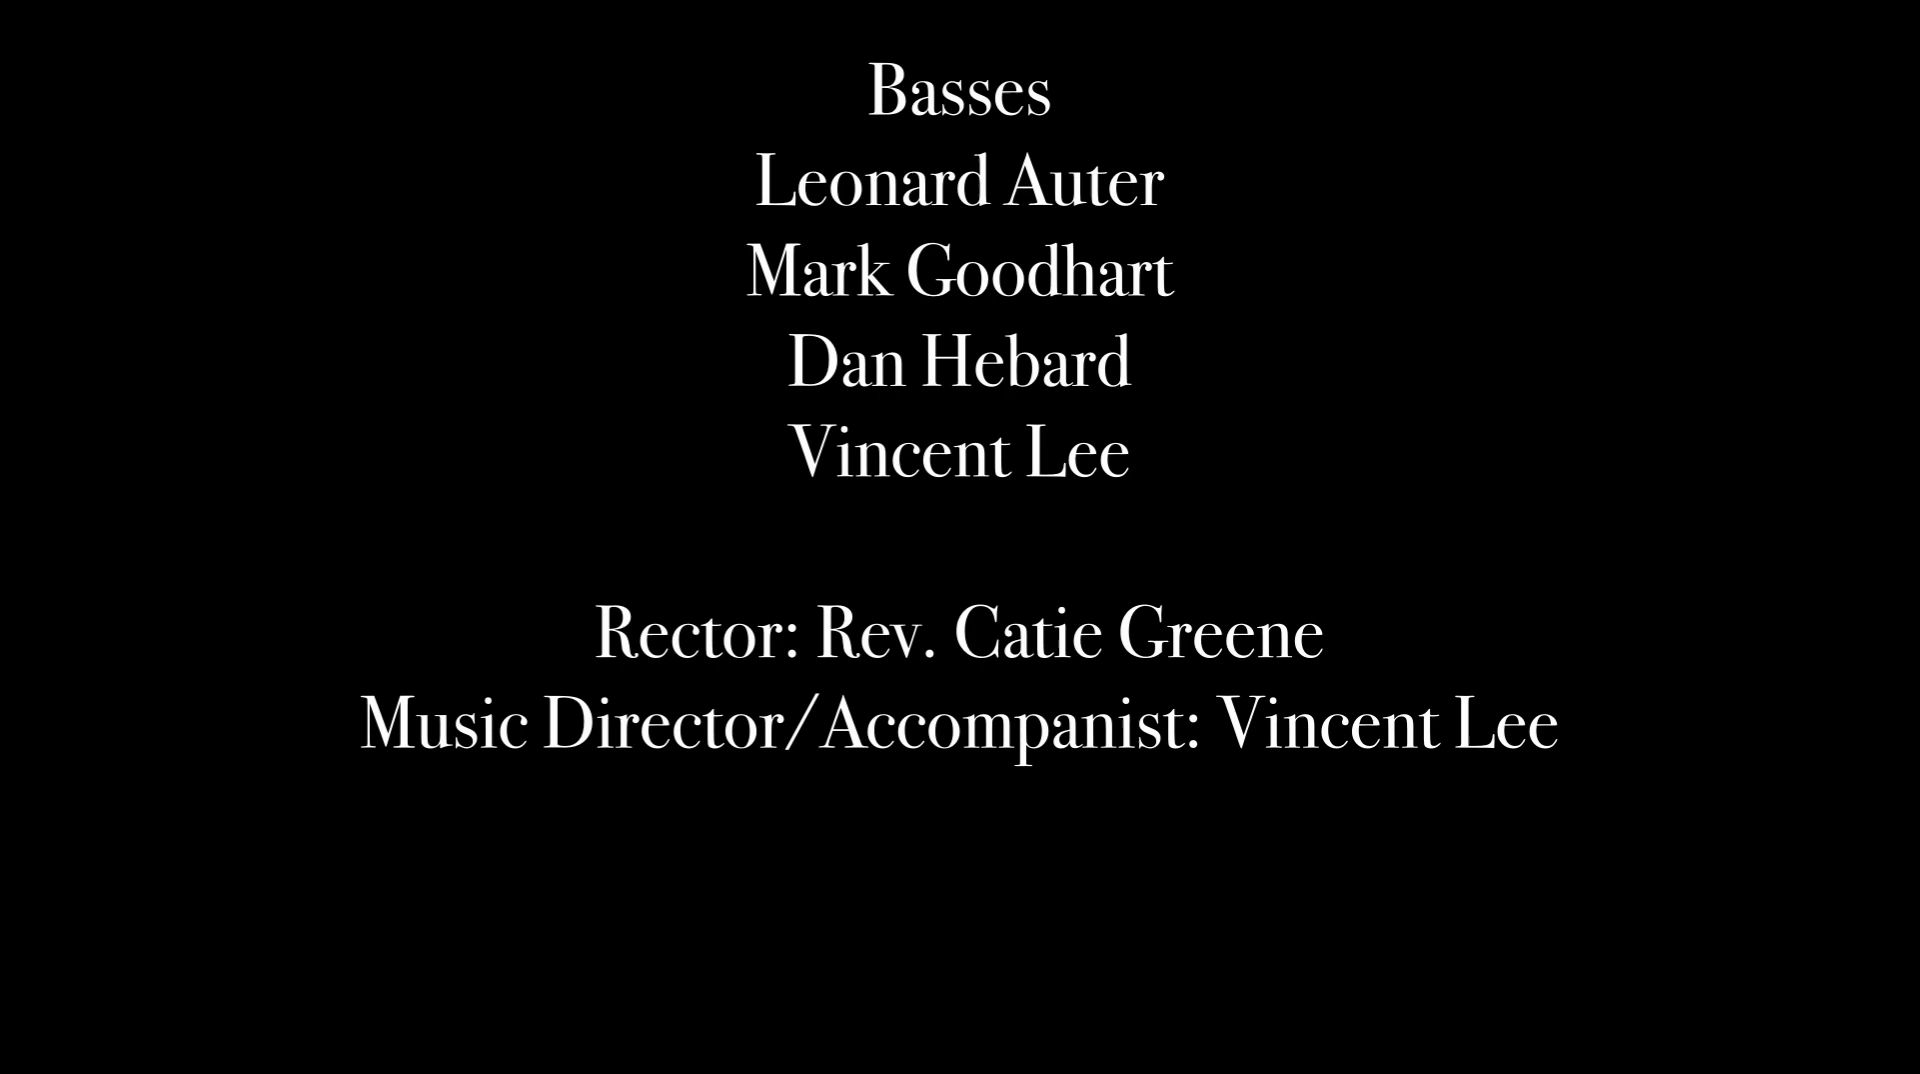 Basses
Leonard Auter
Mark Goodhart
Dan Hebard
Vincent Lee
Rector: Rev. Catie Greene
Music Director/Accompanist: Vincent Lee